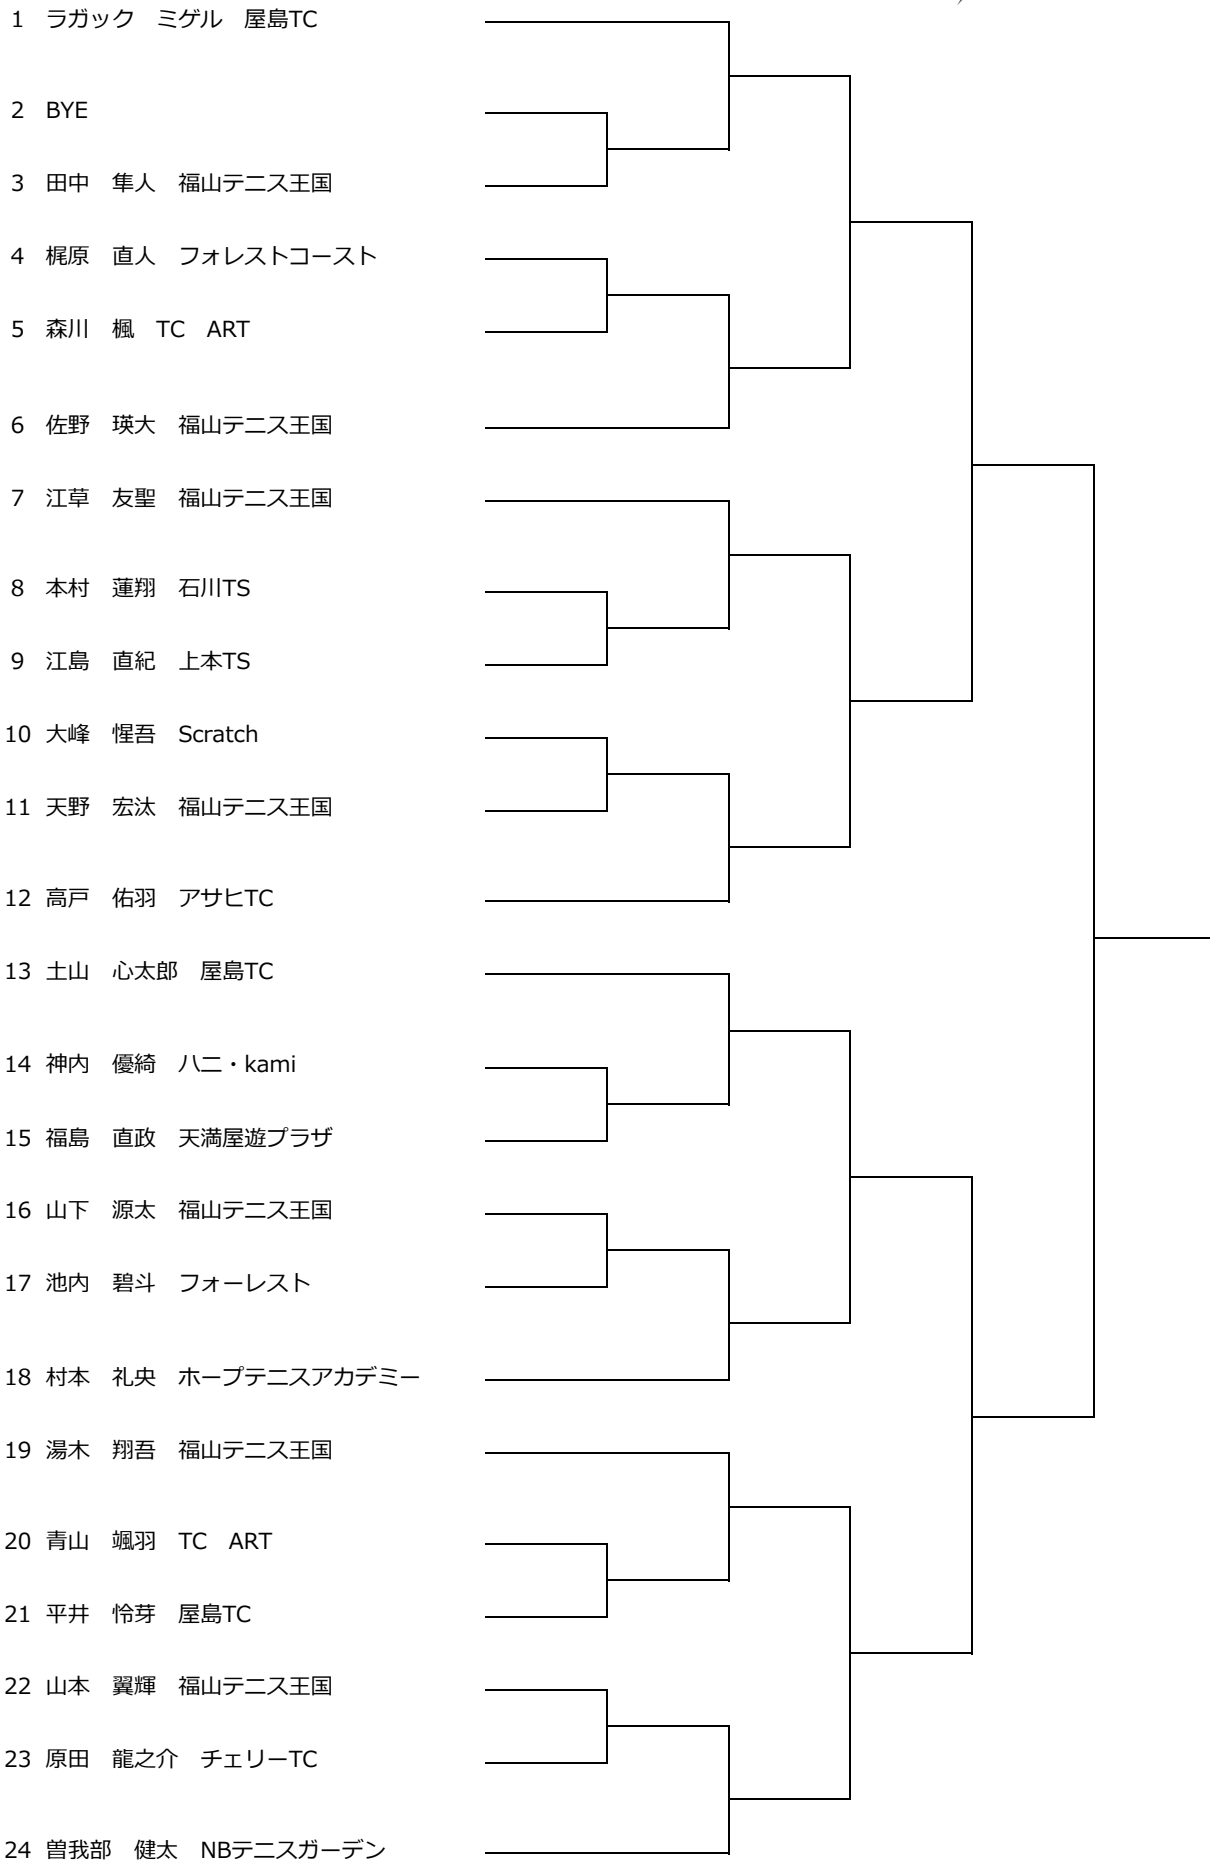 1 ラガック　ミゲル　屋島TC
2 BYE
3 田中　隼人　福山テニス王国
4 梶原　直人　フォレストコースト
5 森川　楓　TC　ART
6 佐野　瑛大　福山テニス王国
7 江草　友聖　福山テニス王国
8 本村　蓮翔　石川TS
9 江島　直紀　上本TS
10 大峰　惺吾　Scratch
11 天野　宏汰　福山テニス王国
12 高戸　佑羽　アサヒTC
13 土山　心太郎　屋島TC
14 神内　優綺　ハニ・kami
15 福島　直政　天満屋遊プラザ
16 山下　源太　福山テニス王国
17 池内　碧斗　フォーレスト
18 村本　礼央　ホープテニスアカデミー
19 湯木　翔吾　福山テニス王国
20 青山　颯羽　TC　ART
21 平井　怜芽　屋島TC
22 山本　翼輝　福山テニス王国
23 原田　龍之介　チェリーTC
24 曽我部　健太　NBテニスガーデン